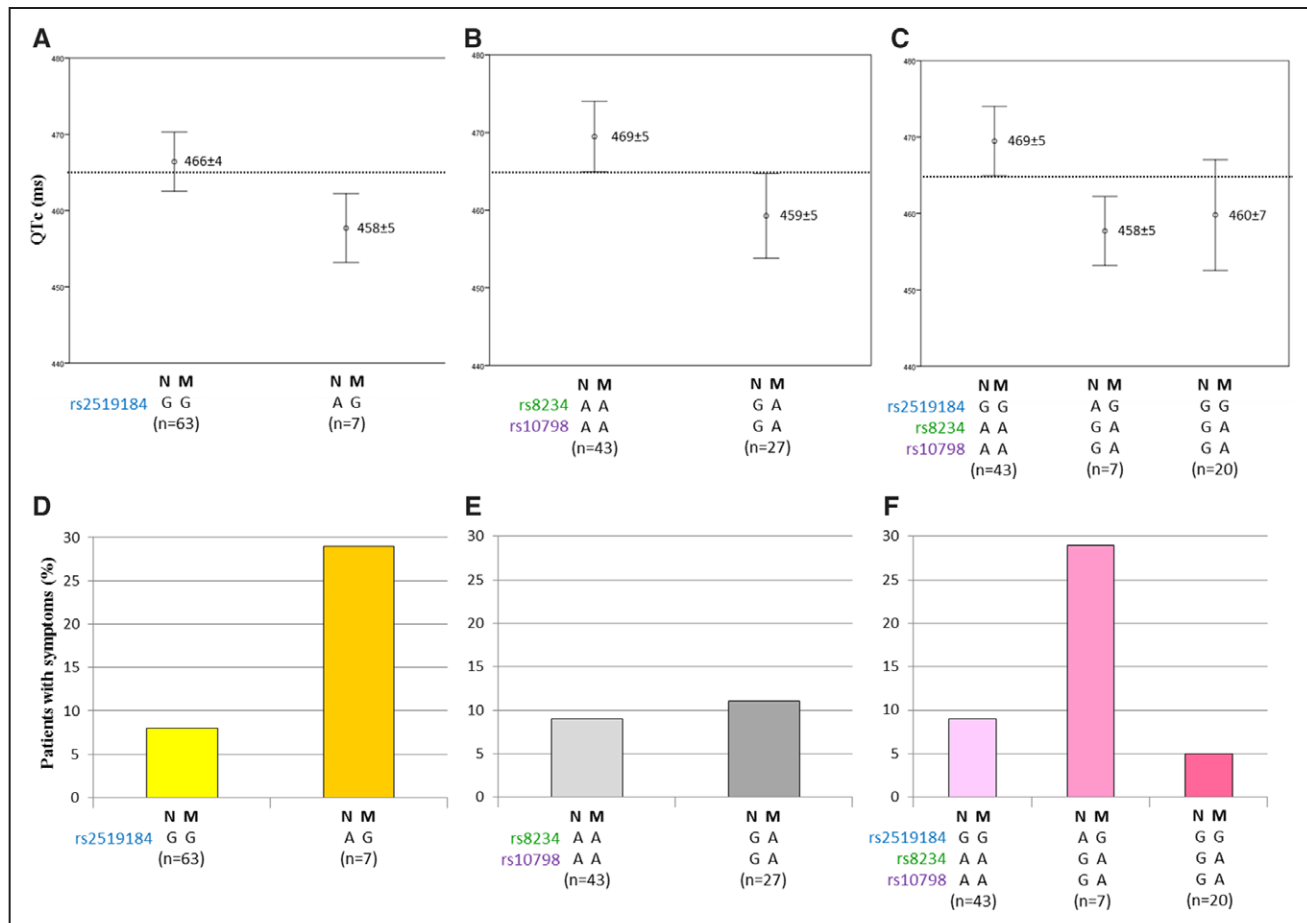 A
480
470
460
450
440
QTc (ms)
466±4
458±5
N M N M
rs2519184 G G A G
(n=63) (n=7)
B
480
470
460
450
440
469±5
459±5
N M N M
rs8234 A A G A
rs10798 A A G A
(n=43) (n=27)
C
480
470
460
450
440
469±5
458±5
460±7
N M N M N M
rs2519184 G G A G G G
rs8234 A A G A G A
rs10798 A A G A G A
(n=43) (n=7) (n=20)
D
30
25
20
15
10
5
0
Patients with symptoms (%)
N M N M
rs2519184 G G A G
(n=63) (n=7)
E
30
25
20
15
10
5
0
N M N M
rs8234 A A G A
rs10798 A A G A
(n=43) (n=27)
F
30
25
20
15
10
5
0
N M N M N M
rs2519184 G G A G G G
rs8234 A A G A G A
rs10798 A A G A G A
(n=43) (n=7) (n=20)